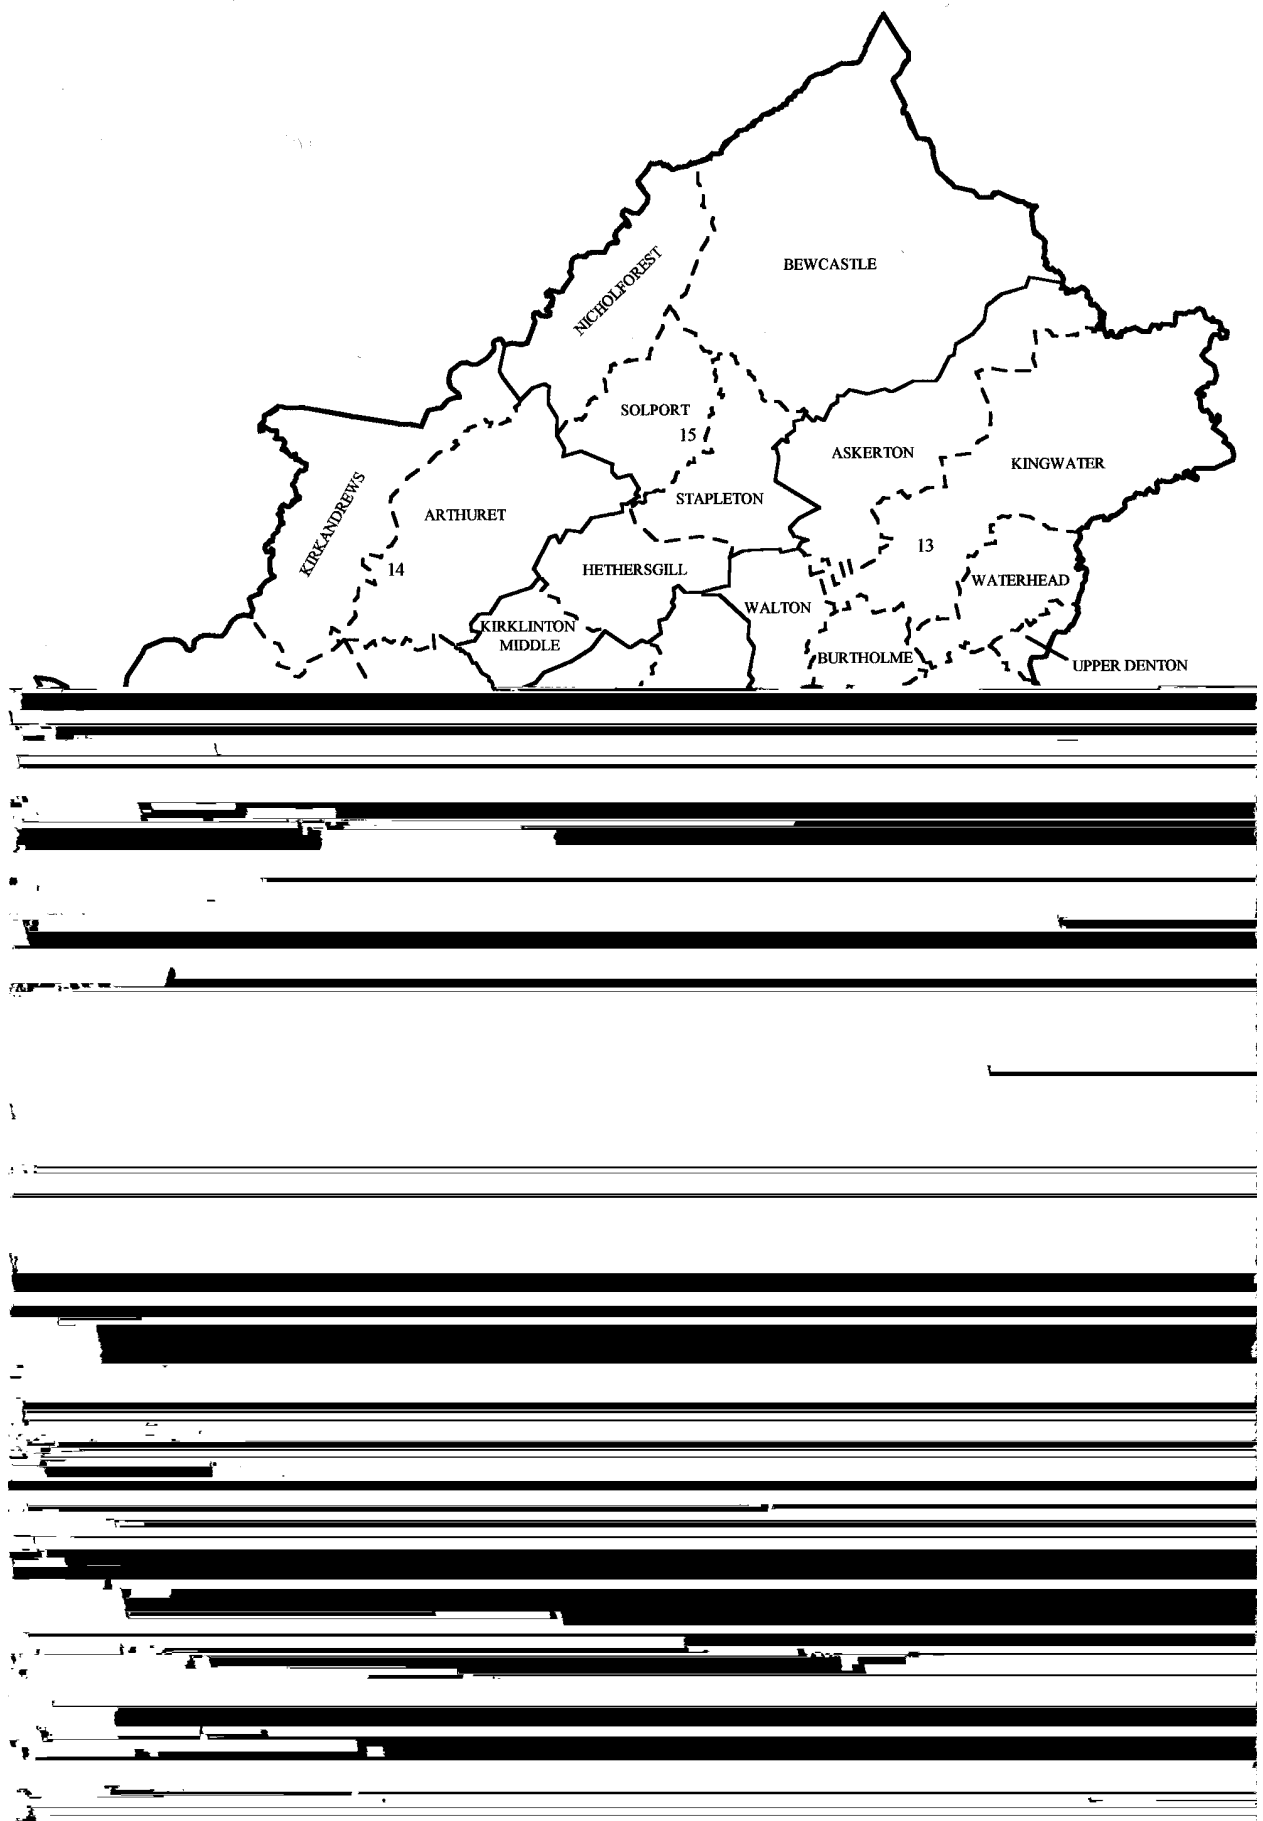 BEWCASTLE
NICHOLFOREST
SOLPORT
15
ASKERTON
KINGWATER
KIRKANDREWS
STAPLETON
ARTHURET
13
14
HETHERSGILL
WATERHEAD
WALTON
KIRKLINTON
MIDDLE
BURTHOLME
UPPER DENTON